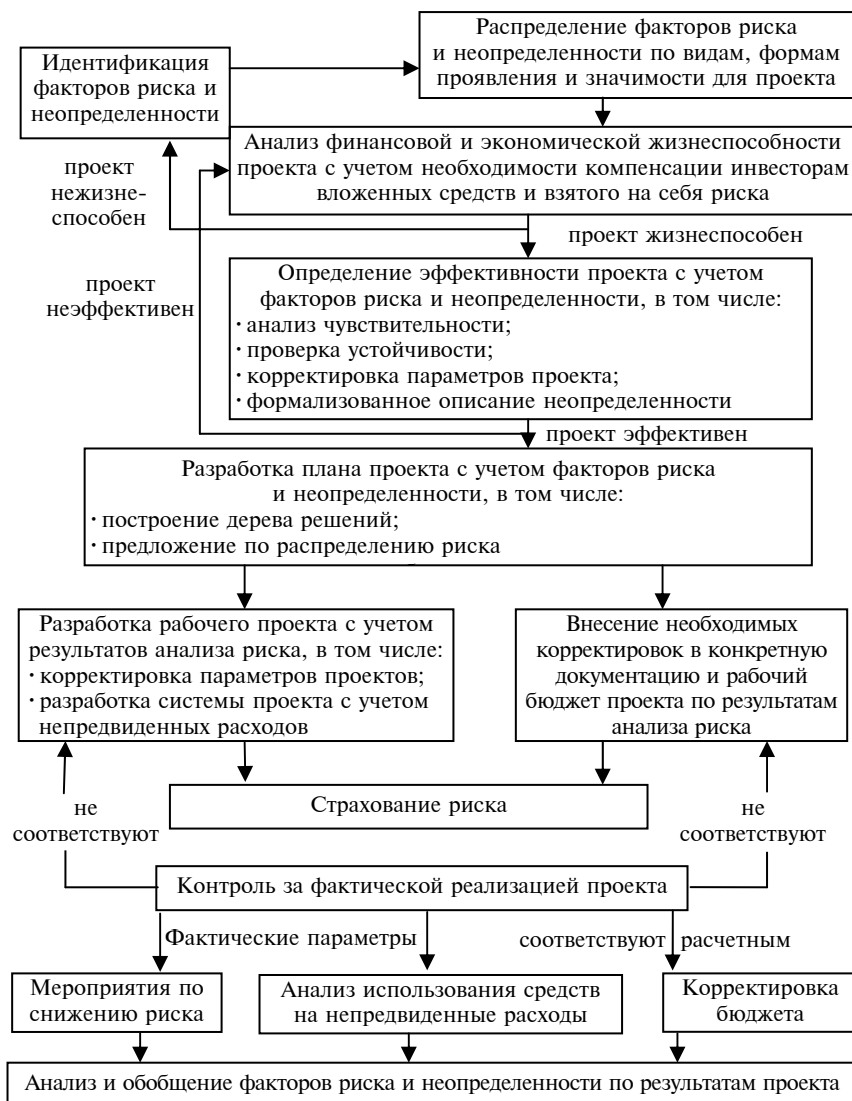 Распределение факторов риска
и неопределенности по видам, формам
проявления и значимости для проекта
Идентификация
факторов риска и
неопределенности
Анализ финансовой и экономической жизнеспособности
проекта с учетом необходимости компенсации инвесторам
вложенных средств и взятого на себя риска
проект
нежизне-
способен
проект жизнеспособен
проект
неэффективен
Определение эффективности проекта с учетом
факторов риска и неопределенности, в том числе:
· анализ чувствительности;
· проверка устойчивости;
· корректировка параметров проекта;
· формализованное описание неопределенности
проект эффективен
Разработка плана проекта с учетом факторов риска
и неопределенности, в том числе:
· построение дерева решений;
· предложение по распределению риска
Разработка рабочего проекта с учетом
результатов анализа риска, в том числе:
· корректировка параметров проектов;
· разработка системы проекта с учетом
непредвиденных расходов
Внесение необходимых
корректировок в конкретную
документацию и рабочий
бюджет проекта по результатам
анализа риска
Страхование риска
не
соответствуют
не
соответствуют
Контроль за фактической реализацией проекта
Фактические параметры
соответствуют расчетным
Мероприятия по
снижению риска
Анализ использования средств
на непредвиденные расходы
Корректировка
бюджета
Анализ и обобщение факторов риска и неопределенности по результатам проекта